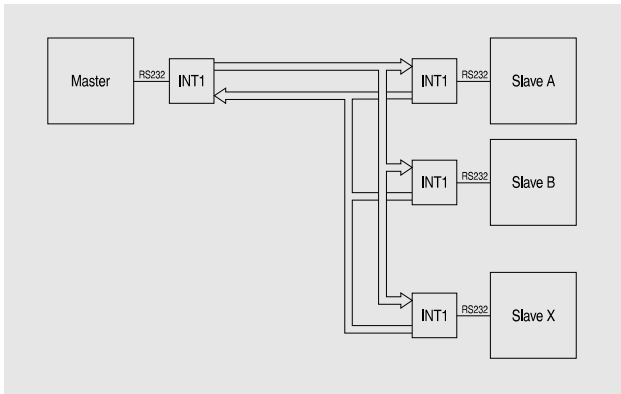 Master
RS232
INT1
INT1
RS232
Slave A
INT1
RS232
Slave B
INT1
RS232
Slave X